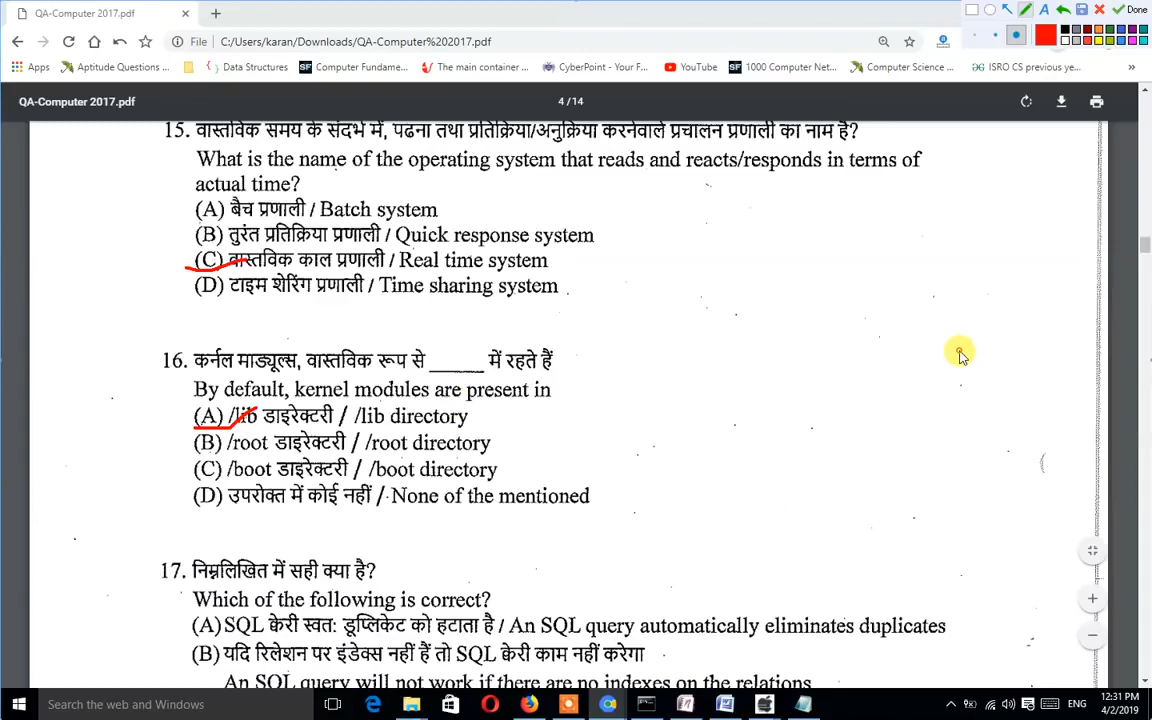 QA-Computer 2017.pdf
Done
File C:/Users/karan/Downloads/QA-Computer%202017.pdf
Apps Aptitude Questions ... Data Structures Computer Fundame... The main container ... CyberPoint - Your F... YouTube 1000 Computer Net... Computer Science ... ISRO CS previous ye...
QA-Computer 2017.pdf 4 / 14
15. वास्तविक समय के संदर्भ में, पढना तथा प्रतिक्रिया/अनुक्रिया करनेवाले प्रचालन प्रणाली का नाम है?
What is the name of the operating system that reads and reacts/responds in terms of
actual time?
(A) बैच प्रणाली / Batch system
(B) तुरंत प्रतिक्रिया प्रणाली / Quick response system
(C) वास्तविक काल प्रणाली / Real time system
(D) टाइम शेरिंग प्रणाली / Time sharing system
16. कर्नल माड्यूल्स, वास्तविक रूप से _____ में रहते हैं
By default, kernel modules are present in
(A) /lib डाइरेक्टरी / /lib directory
(B) /root डाइरेक्टरी / /root directory
(C) /boot डाइरेक्टरी / /boot directory
(D) उपरोक्त में कोई नहीं / None of the mentioned
17. निम्नलिखित में सही क्या है?
Which of the following is correct?
(A) SQL केरी स्वत: डूप्लिकेट को हटाता है / An SQL query automatically eliminates duplicates
(B) यदि रिलेशन पर इंडेक्स नहीं हैं तो SQL केरी काम नहीं करेगा
An SQL query will not work if there are no indexes on the relations
Search the web and Windows
ENG
12:31 PM
4/2/2019